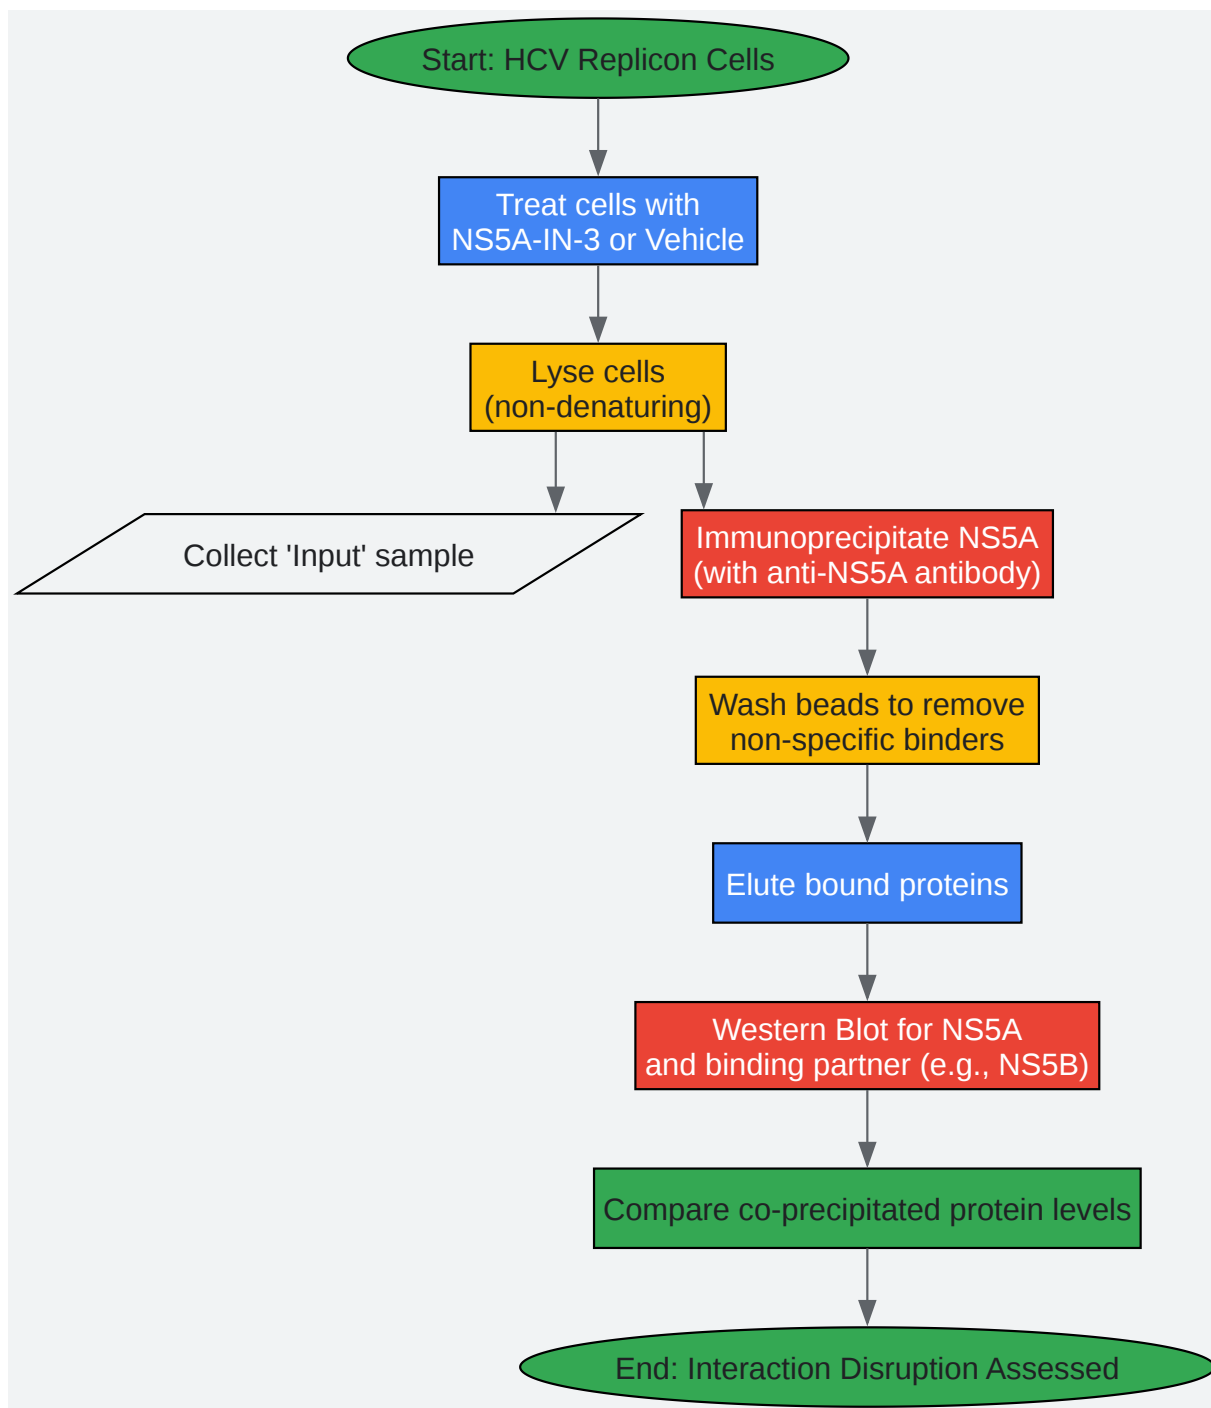 Start: HCV Replicon Cells
Treat cells with
NS5A-IN-3 or Vehicle
Lyse cells
(non-denaturing)
Collect 'Input' sample
Immunoprecipitate NS5A
(with anti-NS5A antibody)
Wash beads to remove
non-specific binders
Elute bound proteins
Western Blot for NS5A
and binding partner (e.g., NS5B)
Compare co-precipitated protein levels
End: Interaction Disruption Assessed